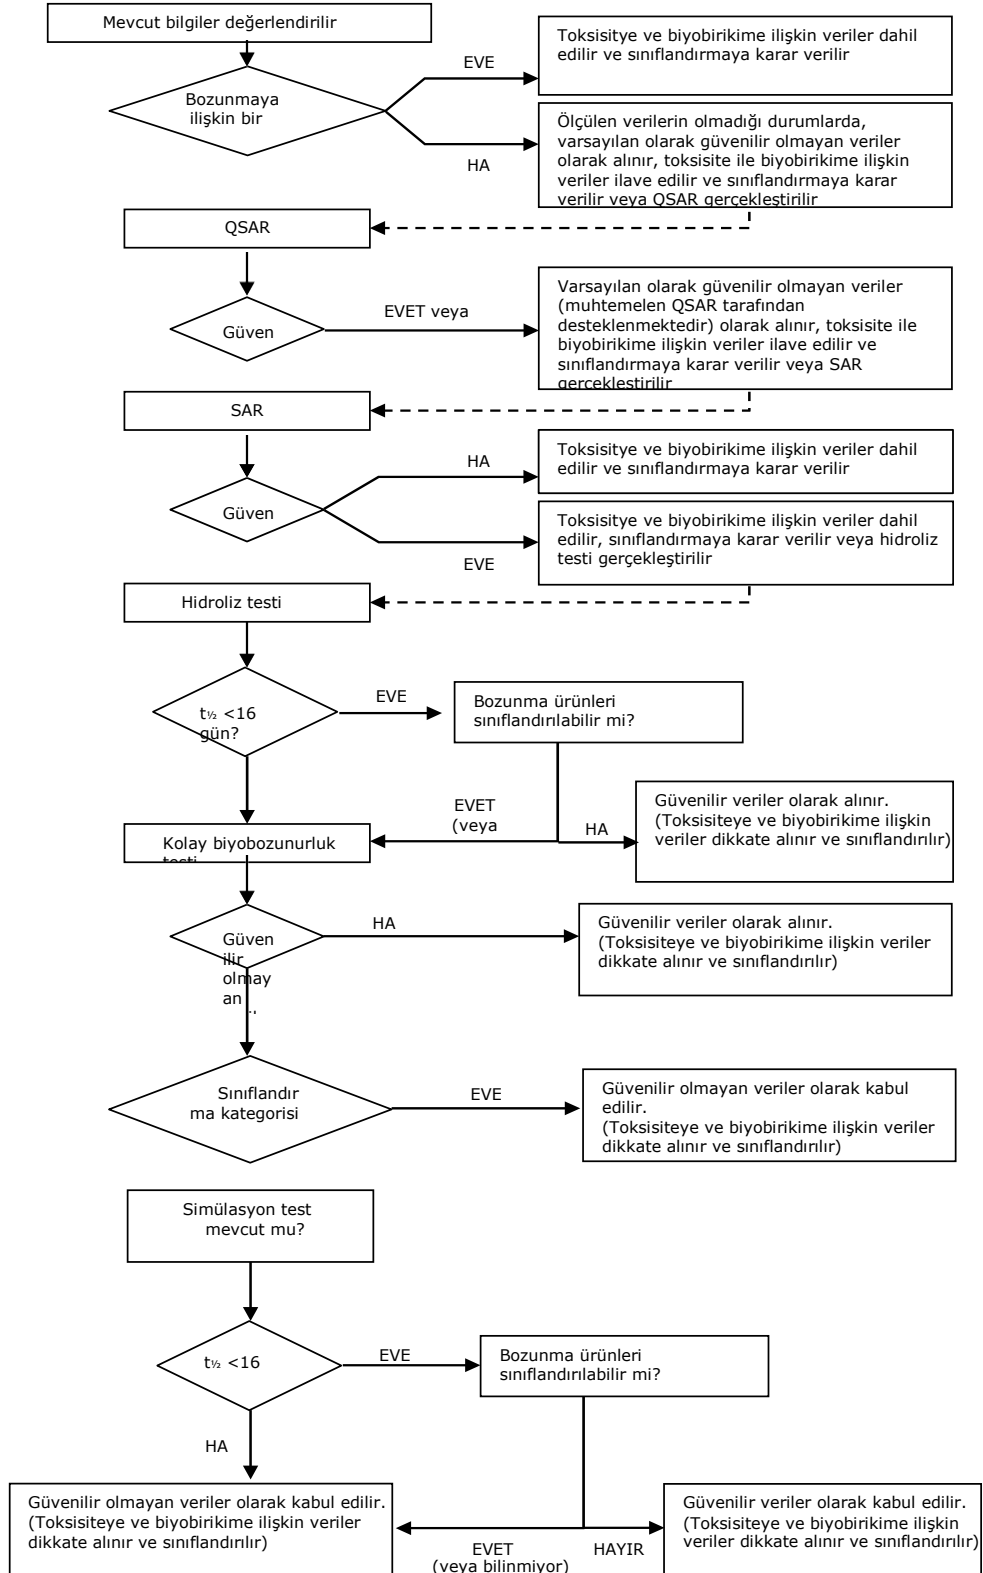 Mevcut bilgiler değerlendirilir
EVE
Toksisitye ve biyobirikime ilişkin veriler dahil
edilir ve sınıflandırmaya karar verilir
Bozunmaya
ilişkin bir
HA
Ölçülen verilerin olmadığı durumlarda,
varsayılan olarak güvenilir olmayan veriler
olarak alınır, toksisite ile biyobirikime ilişkin
veriler ilave edilir ve sınıflandırmaya karar
verilir veya QSAR gerçekleştirilir
QSAR
Güven
EVET veya
Varsayılan olarak güvenilir olmayan veriler
(muhtemelen QSAR tarafından
desteklenmektedir) olarak alınır, toksisite ile
biyobirikime ilişkin veriler ilave edilir ve
sınıflandırmaya karar verilir veya SAR
gerçekleştirilir
SAR
Güven
HA
Toksisitye ve biyobirikime ilişkin veriler dahil
edilir ve sınıflandırmaya karar verilir
EVE
Toksisitye ve biyobirikime ilişkin veriler dahil
edilir, sınıflandırmaya karar verilir veya hidroliz
testi gerçekleştirilir
Hidroliz testi
t½ <16
gün?
EVE
Bozunma ürünleri
sınıflandırılabilir mi?
EVET
(veya
HA
Güvenilir veriler olarak alınır.
(Toksisiteye ve biyobirikime ilişkin
veriler dikkate alınır ve sınıflandırılır)
Kolay biyobozunurluk
testi
Güven
ilir
olmay
an
HA
Güvenilir veriler olarak alınır.
(Toksisiteye ve biyobirikime ilişkin veriler
dikkate alınır ve sınıflandırılır)
Sınıflandır
ma kategorisi
EVE
Güvenilir olmayan veriler olarak kabul
edilir.
(Toksisiteye ve biyobirikime ilişkin veriler
dikkate alınır ve sınıflandırılır)
Simülasyon test
mevcut mu?
t½ <16
EVE
Bozunma ürünleri
sınıflandırılabilir mi?
HA
Güvenilir olmayan veriler olarak kabul edilir.
(Toksisiteye ve biyobirikime ilişkin veriler
dikkate alınır ve sınıflandırılır)
EVET
(veya bilinmiyor)
HAYIR
Güvenilir veriler olarak kabul edilir.
(Toksisiteye ve biyobirikime ilişkin
veriler dikkate alınır ve sınıflandırılır)